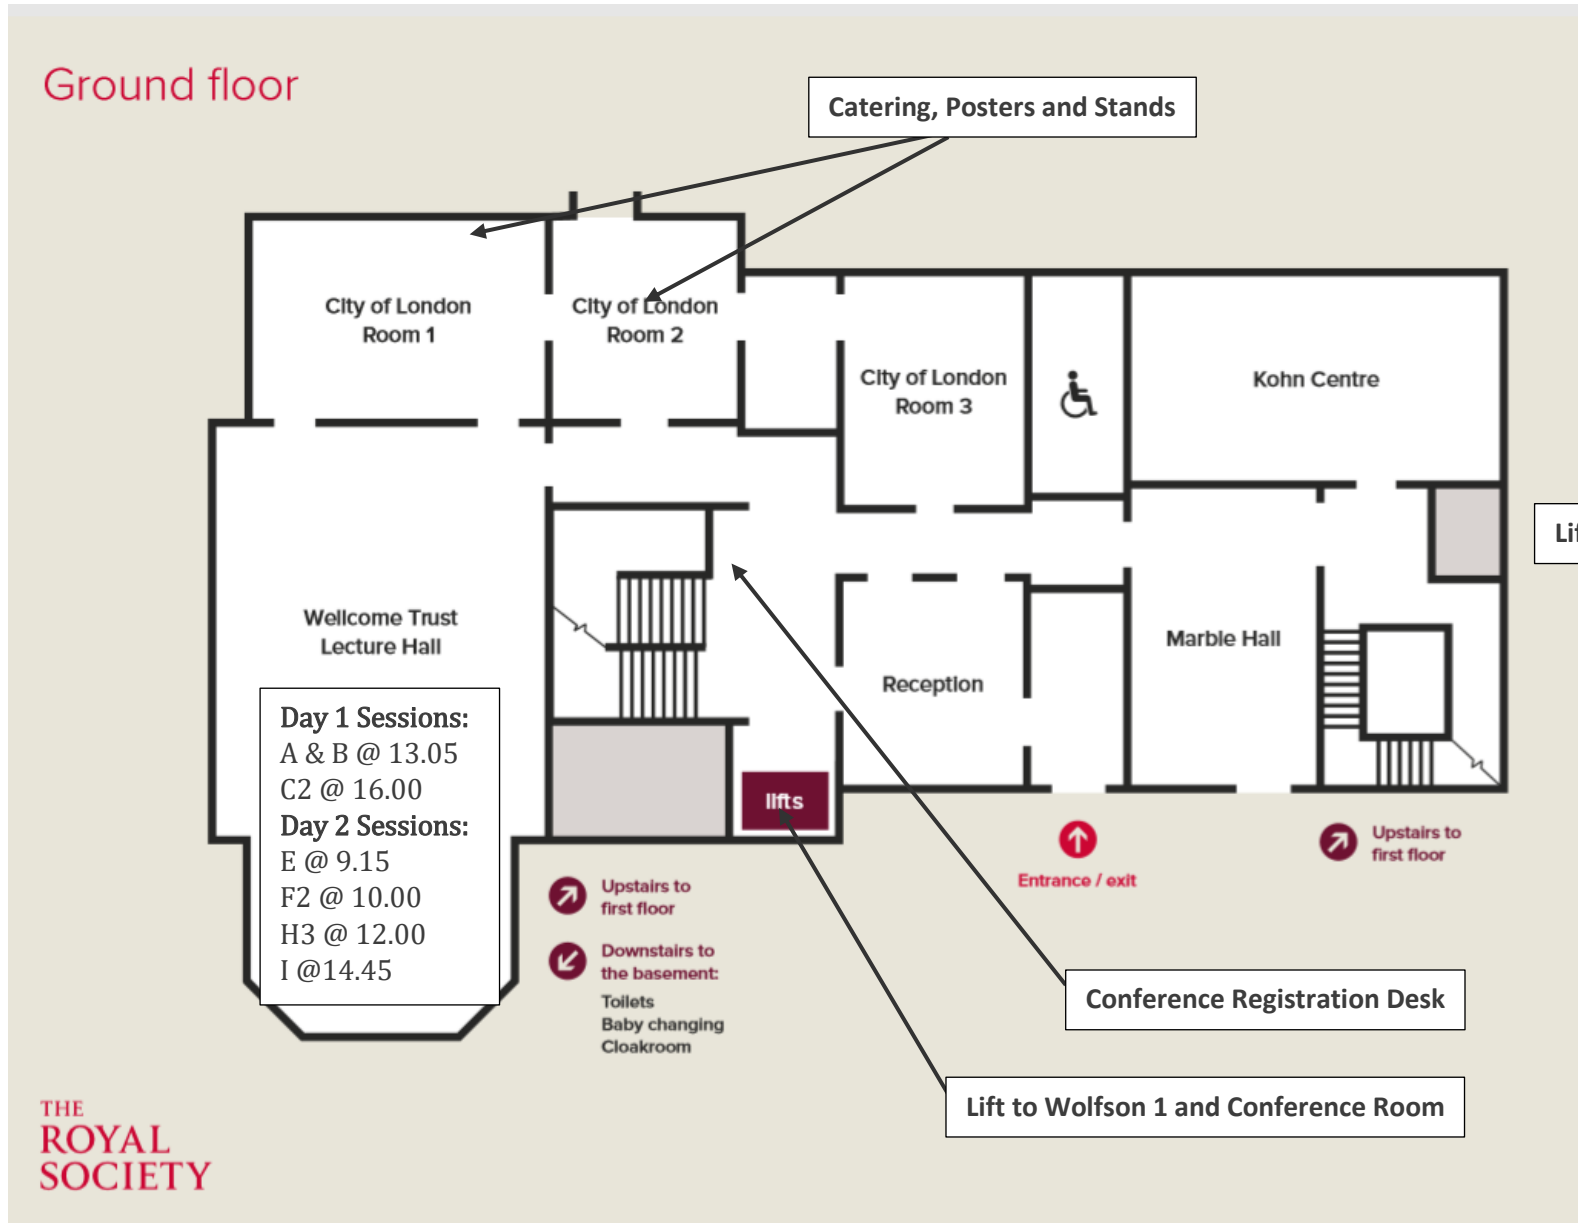 Ground floor
Catering, Posters and Stands
City of London
Room 1
City of London
Room 2
City of London
Room 3
Kohn Centre
Wellcome Trust
Lecture Hall
Marble Hall
Reception
Day 1 Sessions:
A & B @ 13.05
C2 @ 16.00
Day 2 Sessions:
E @ 9.15
F2 @ 10.00
H3 @ 12.00
I @14.45
lifts
Upstairs to
first floor
Entrance / exit
Upstairs to
first floor
Downstairs to
the basement:
Toilets
Baby changing
Cloakroom
Conference Registration Desk
Lift to Wolfson 1 and Conference Room
THE
ROYAL
SOCIETY